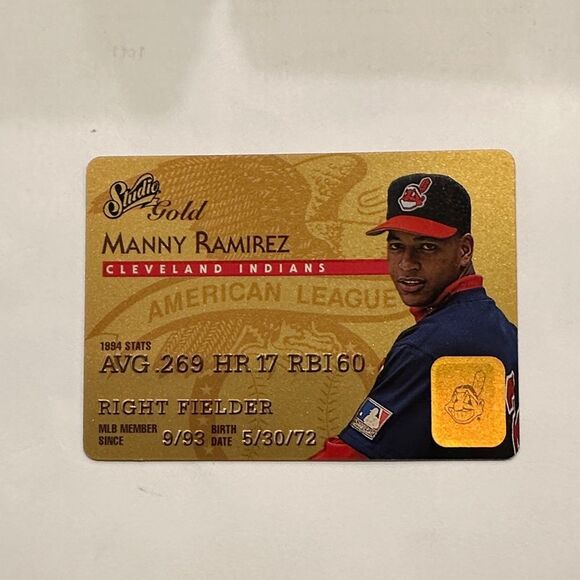 Studio
Gold
MANNY RAMIREZ
CLEVELAND INDIANS
AMERICAN LEAGUE
1994 STATS
AVG .269 HR 17 RBI 60
RIGHT FIELDER
MLB MEMBER SINCE 9/93 BIRTH DATE 5/30/72